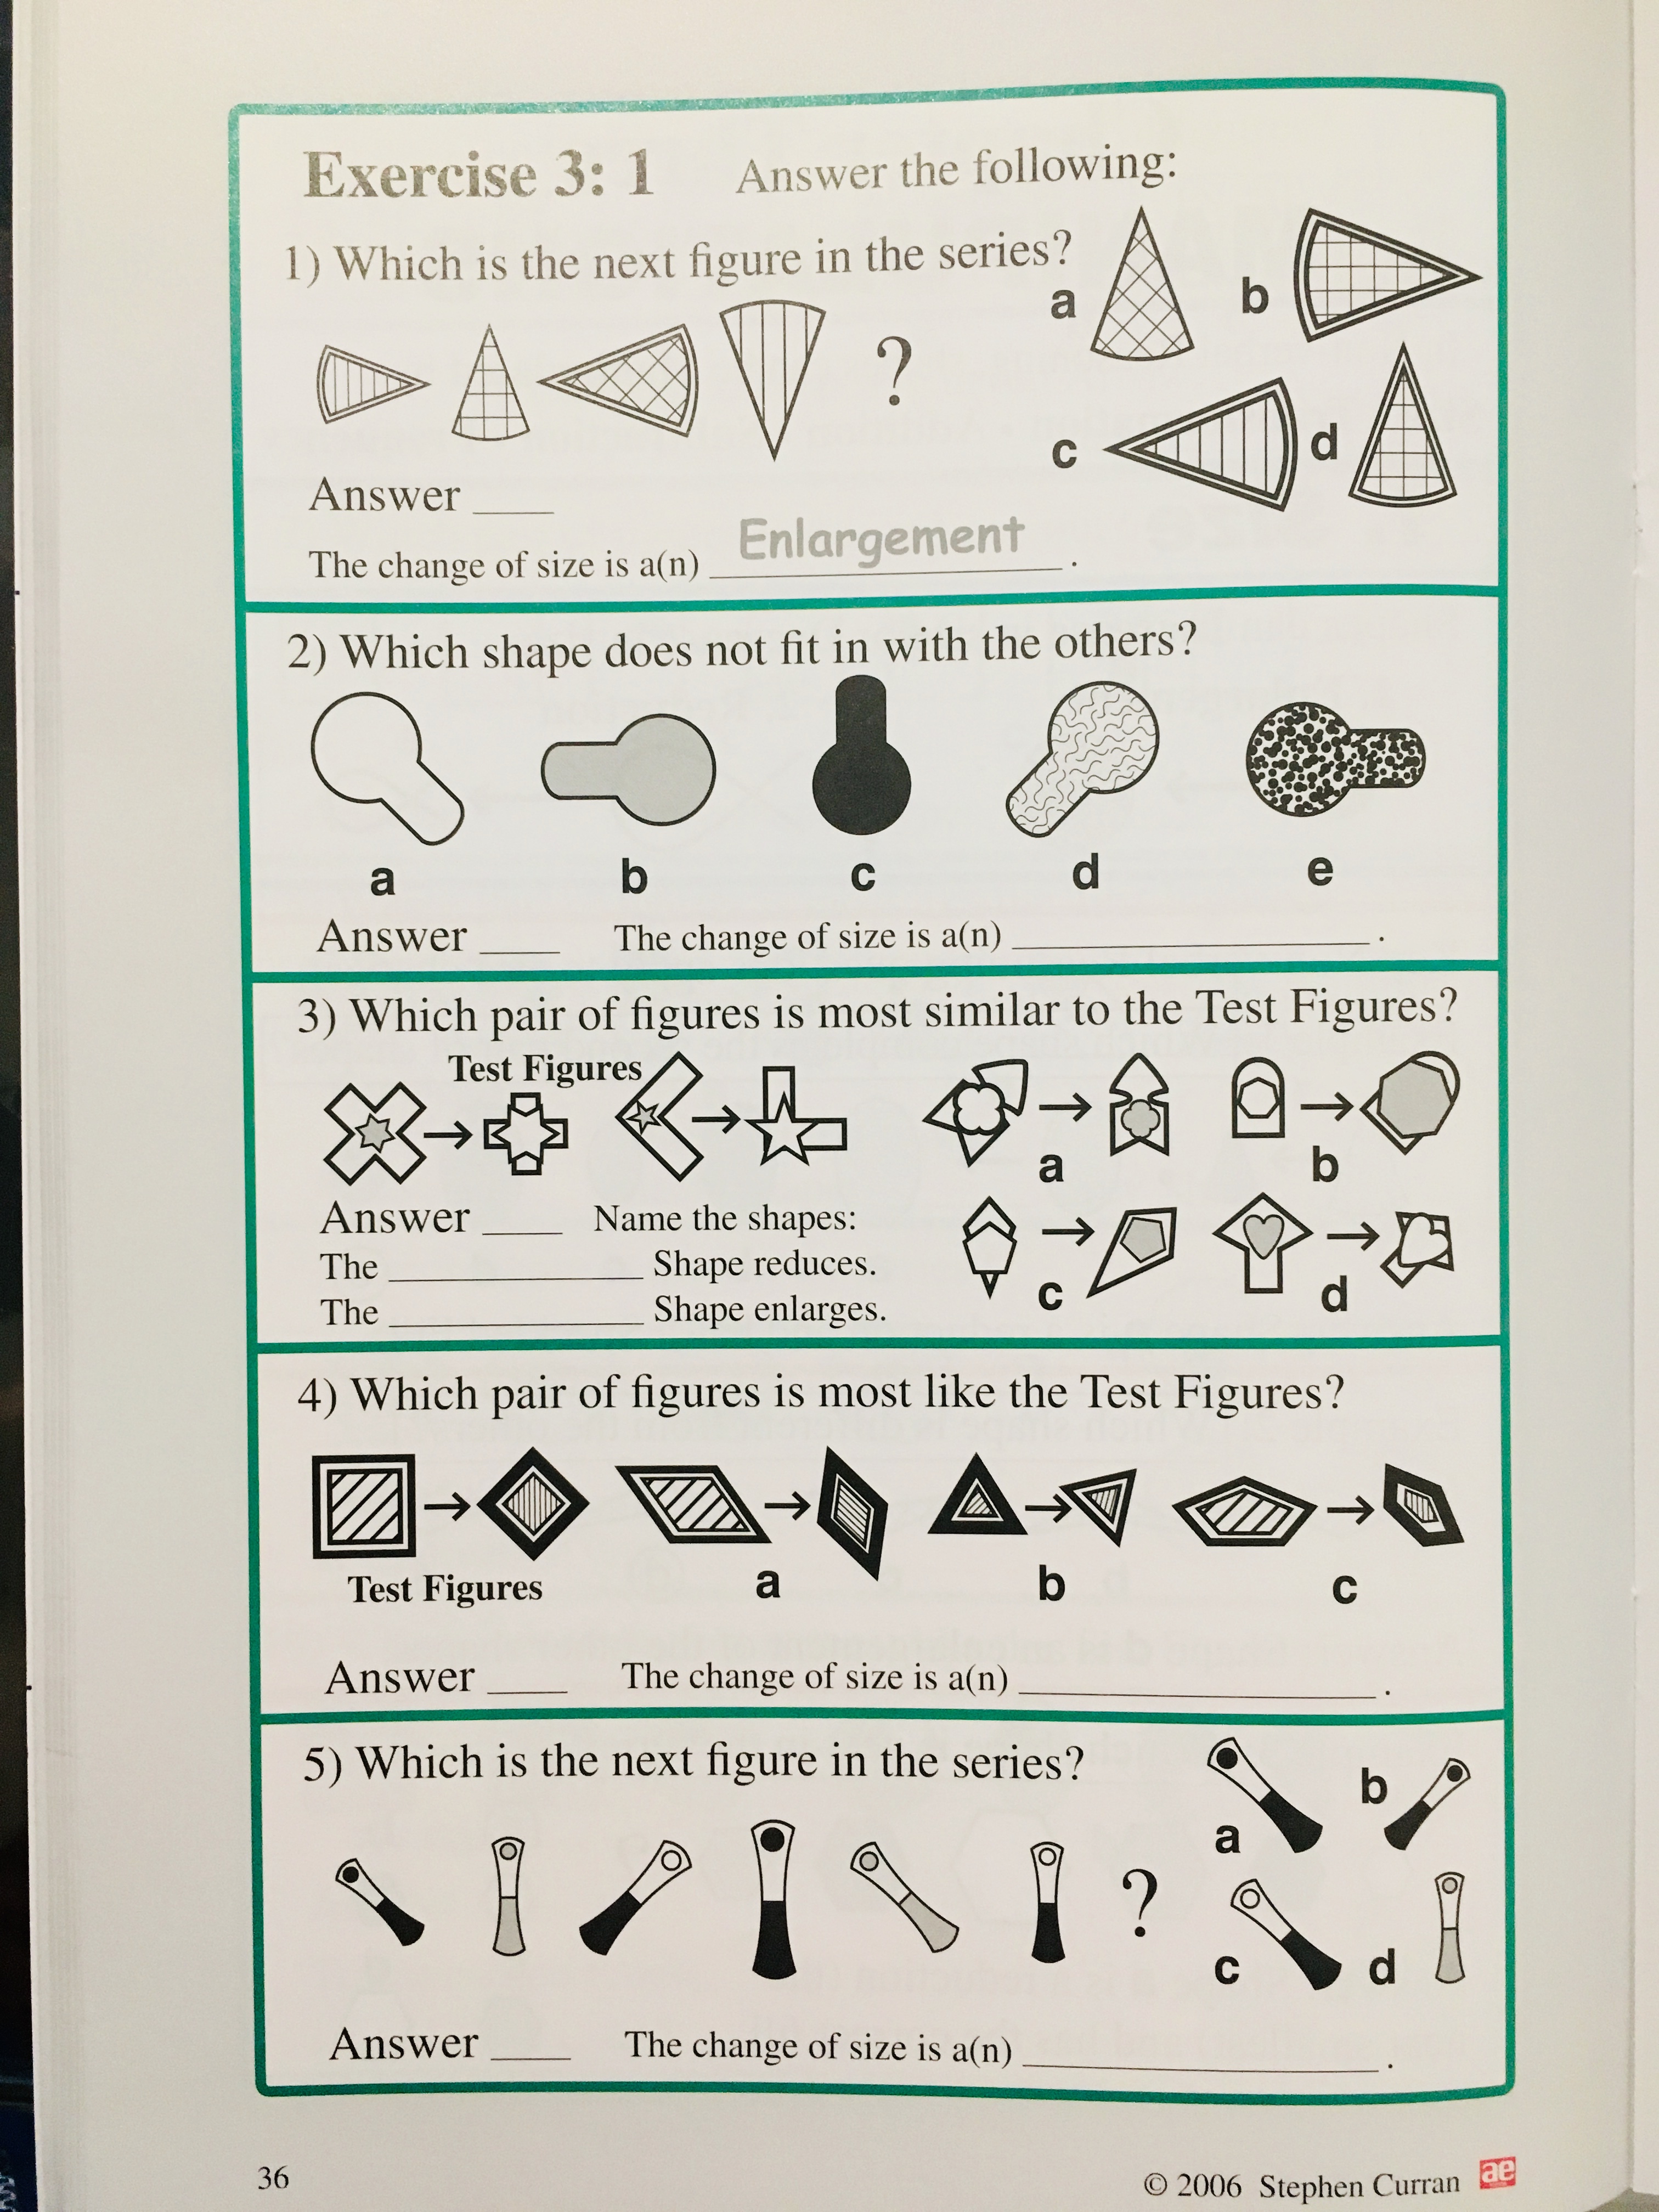 Exercise 3: 1 Answer the following:
1) Which is the next figure in the series?
a b
?
c d
Answer ____
The change of size is a(n) Enlargement .
2) Which shape does not fit in with the others?
a b c d e
Answer ____ The change of size is a(n) ____________________ .
3) Which pair of figures is most similar to the Test Figures?
Test Figures
a b
Answer ____ Name the shapes:
The ______________ Shape reduces.
c d
The ______________ Shape enlarges.
4) Which pair of figures is most like the Test Figures?
Test Figures a b c
Answer ____ The change of size is a(n) ____________________ .
5) Which is the next figure in the series?
a b
?
c d
Answer ____ The change of size is a(n) ____________________ .
36 © 2006 Stephen Curran ae